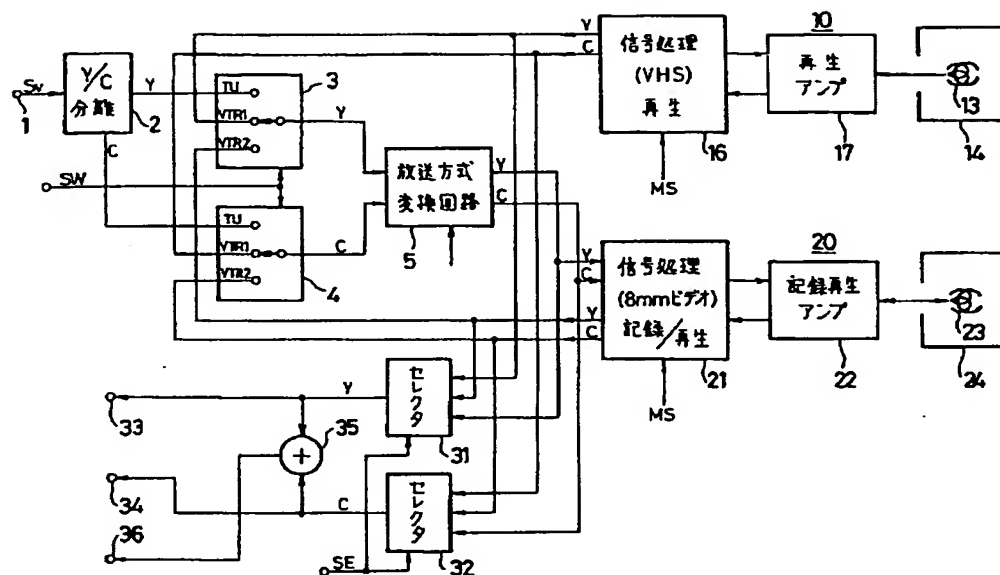 Sv
1
Y/C
分離
2
Y
C
SW
TU
VTR1
VTR2
3
Y
TU
VTR1
VTR2
4
C
放送方式
変換回路
5
Y
C
Y
C
信号処理
(VHS)
再生
16
MS
10
再生
アンプ
17
13
14
Y
C
Y
C
信号処理
(8mmビデオ)
記録/再生
21
MS
20
記録再生
アンプ
22
23
24
セレクタ
31
Y
33
35
+
34
36
C
セレクタ
32
SE